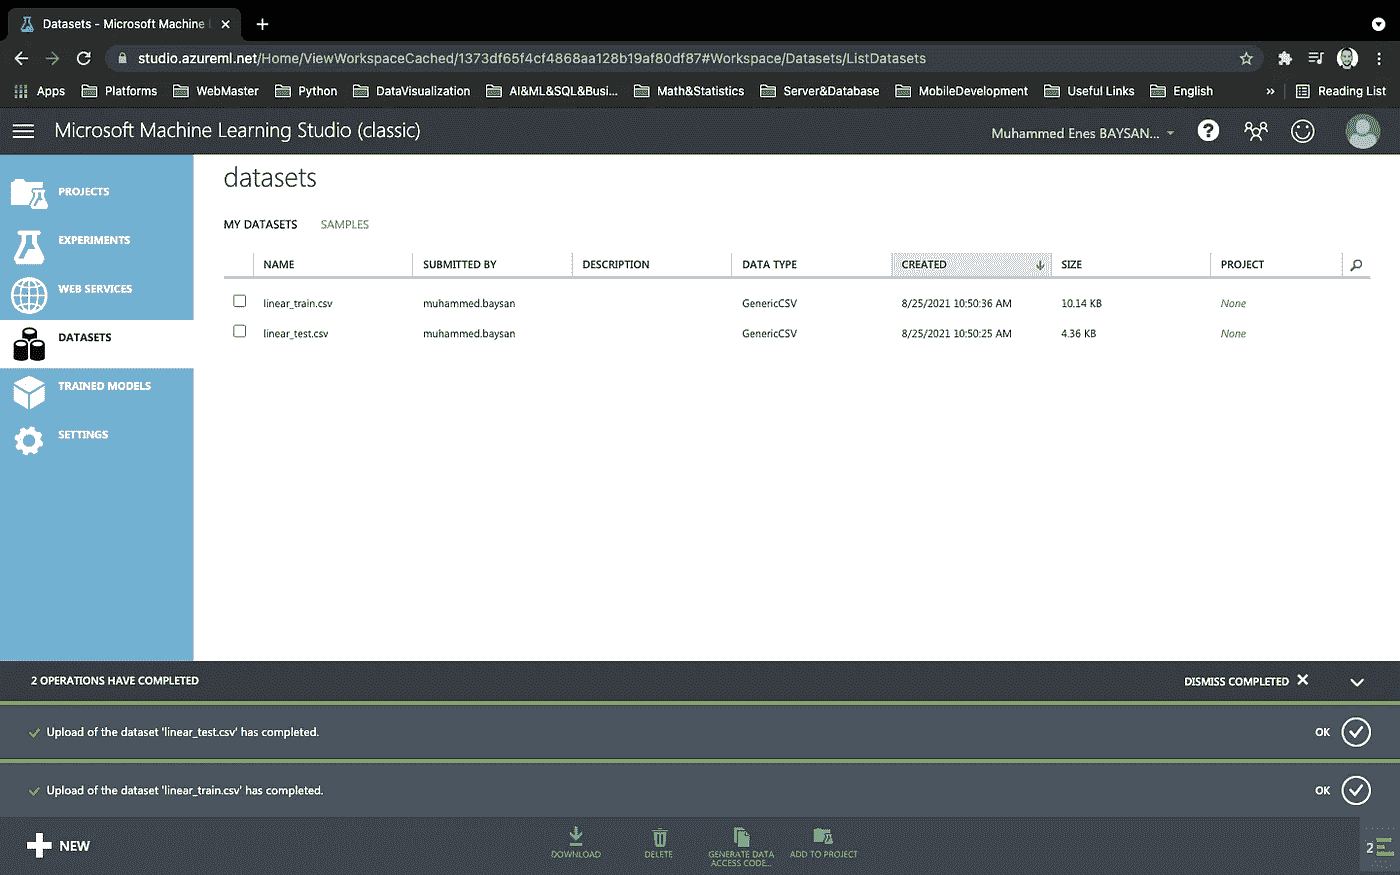 Datasets - Microsoft Machine
studio.azureml.net/Home/ViewWorkspaceCached/1373df65f4cf4868aa128b19af80df87#Workspace/Datasets/ListDatasets
Apps Platforms WebMaster Python DataVisualization AI&ML&SQL&Busi... Math&Statistics Server&Database MobileDevelopment Useful Links English » Reading List
Microsoft Machine Learning Studio (classic) Muhammed Enes BAYSAN...
PROJECTS
EXPERIMENTS
WEB SERVICES
DATASETS
TRAINED MODELS
SETTINGS
datasets
MY DATASETS SAMPLES
NAME SUBMITTED BY DESCRIPTION DATA TYPE CREATED SIZE PROJECT
linear_train.csv muhammed.baysan GenericCSV 8/25/2021 10:50:36 AM 10.14 KB None
linear_test.csv muhammed.baysan GenericCSV 8/25/2021 10:50:25 AM 4.36 KB None
2 OPERATIONS HAVE COMPLETED DISMISS COMPLETED
Upload of the dataset 'linear_test.csv' has completed. OK
Upload of the dataset 'linear_train.csv' has completed. OK
NEW DOWNLOAD DELETE GENERATE DATA ACCESS CODE... ADD TO PROJECT 2